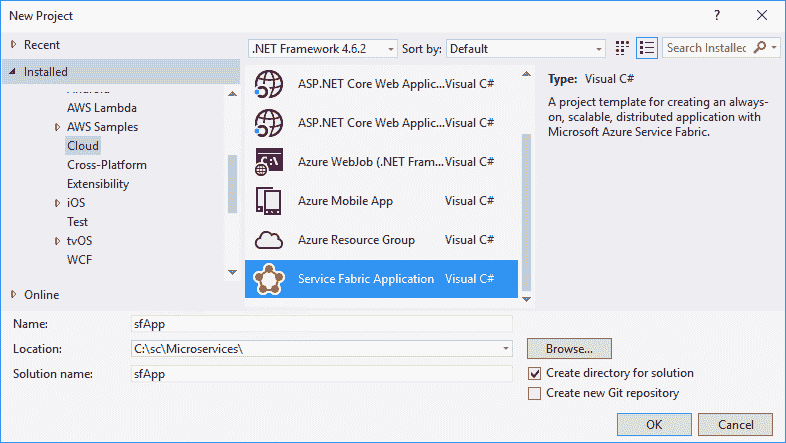 New Project
Recent
.NET Framework 4.6.2 Sort by: Default Search Installed
Installed
AWS Lambda
AWS Samples
Cloud
Cross-Platform
Extensibility
iOS
Test
tvOS
WCF
Online
ASP.NET Core Web Applic... Visual C#
ASP.NET Core Web Applic... Visual C#
Azure WebJob (.NET Fram... Visual C#
Azure Mobile App Visual C#
Azure Resource Group Visual C#
Service Fabric Application Visual C#
Type: Visual C#
A project template for creating an always-
on, scalable, distributed application with
Microsoft Azure Service Fabric.
Name: sfApp
Location: C:\sc\Microservices\
Browse...
Solution name: sfApp
Create directory for solution
Create new Git repository
OK Cancel